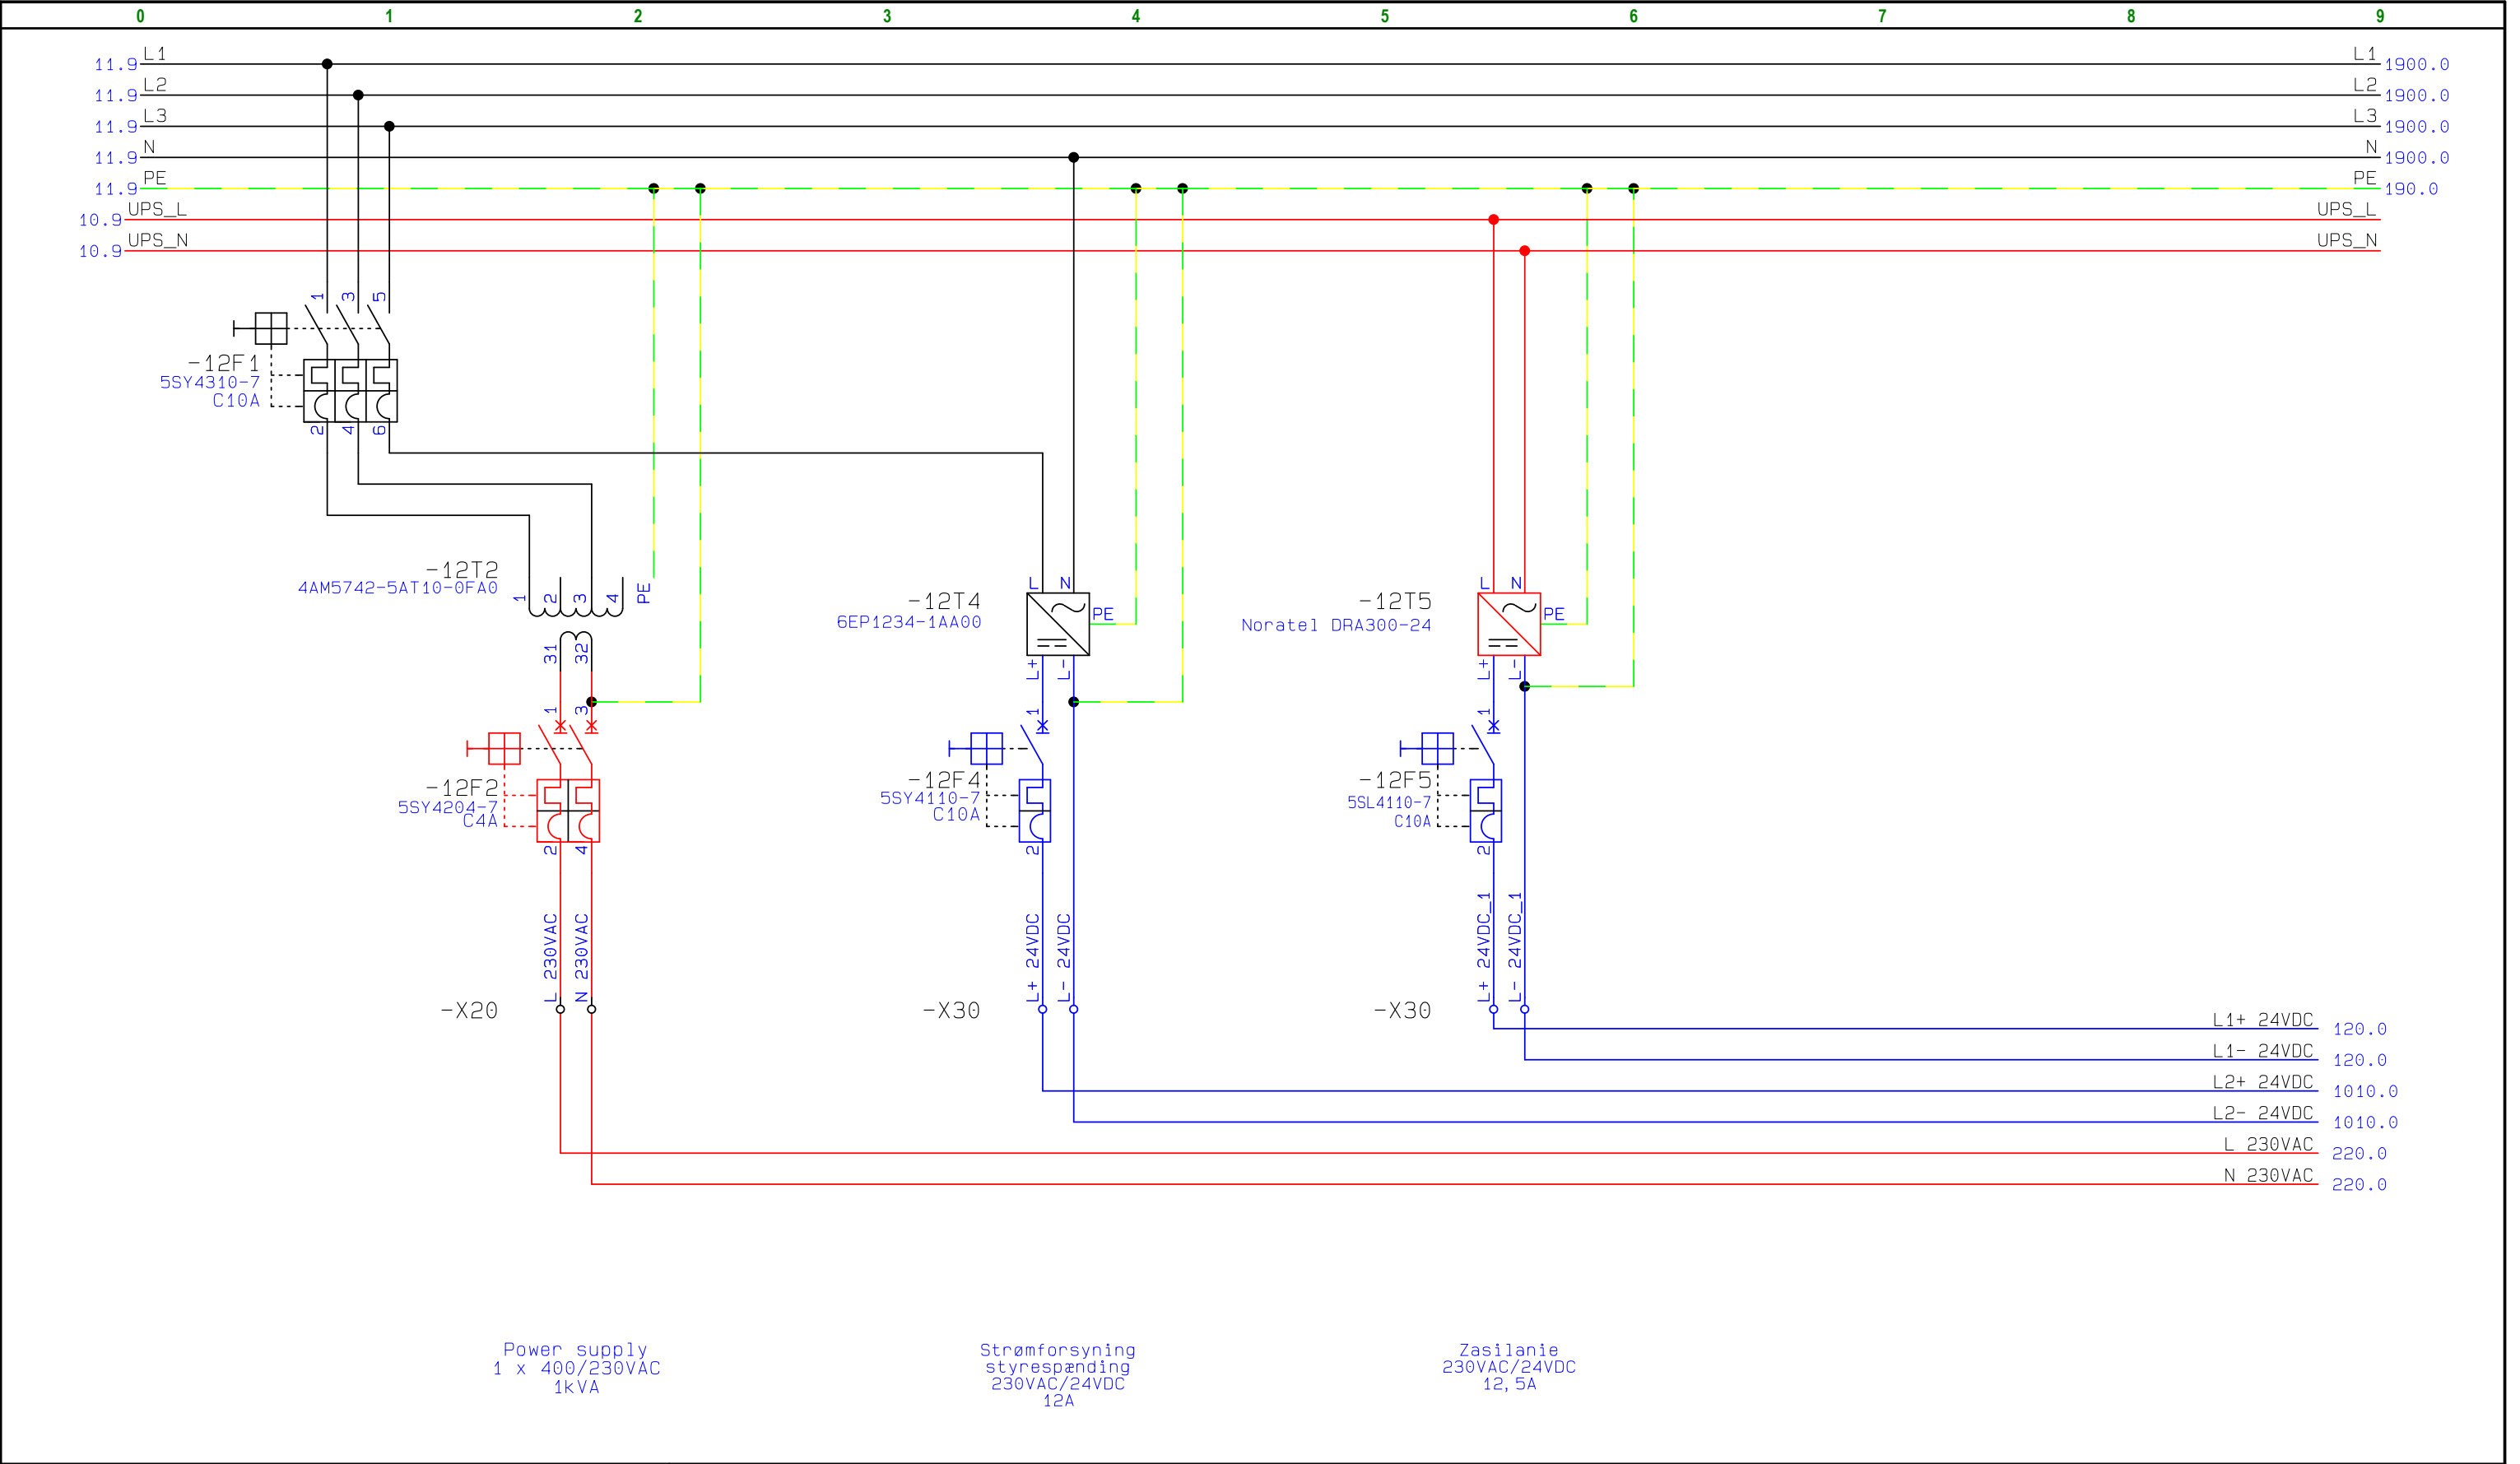 0 1 2 3 4 5 6 7 8 9
11.9 L1 L1 1900.0
11.9 L2 L2 1900.0
11.9 L3 L3 1900.0
11.9 N N 1900.0
11.9 PE PE 190.0
10.9 UPS_L UPS_L
10.9 UPS_N UPS_N
1 3 5
-12F1
5SY4310-7
C10A
2 4 6
-12T2
4AM5742-5AT10-0FA0
1 2 3 4 PE
31 32
-12T4
6EP1234-1AA00
L N PE
L+ L-
-12T5
Noratel DRA300-24
L N PE
L+ L-
1 3
-12F2
5SY4204-7
C4A
2 4
1
-12F4
5SY4110-7
C10A
2
1
-12F5
5SL4110-7
C10A
2
L 230VAC
N 230VAC
L+ 24VDC
L- 24VDC
L+ 24VDC_1
L- 24VDC_1
-X20
-X30
-X30
L1+ 24VDC 120.0
L1- 24VDC 120.0
L2+ 24VDC 1010.0
L2- 24VDC 1010.0
L 230VAC 220.0
N 230VAC 220.0
Power supply
1 x 400/230VAC
1kVA
Strømforsyning
styrespænding
230VAC/24VDC
12A
Zasilanie
230VAC/24VDC
12,5A